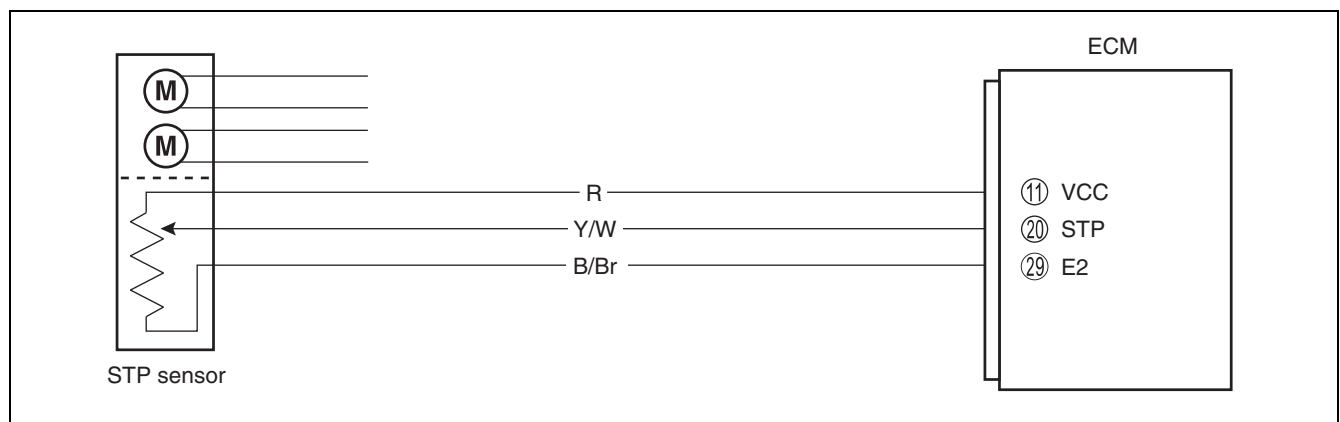 ECM
M
M
R
⑪ VCC
Y/W
⑳ STP
B/Br
㉙ E2
STP sensor